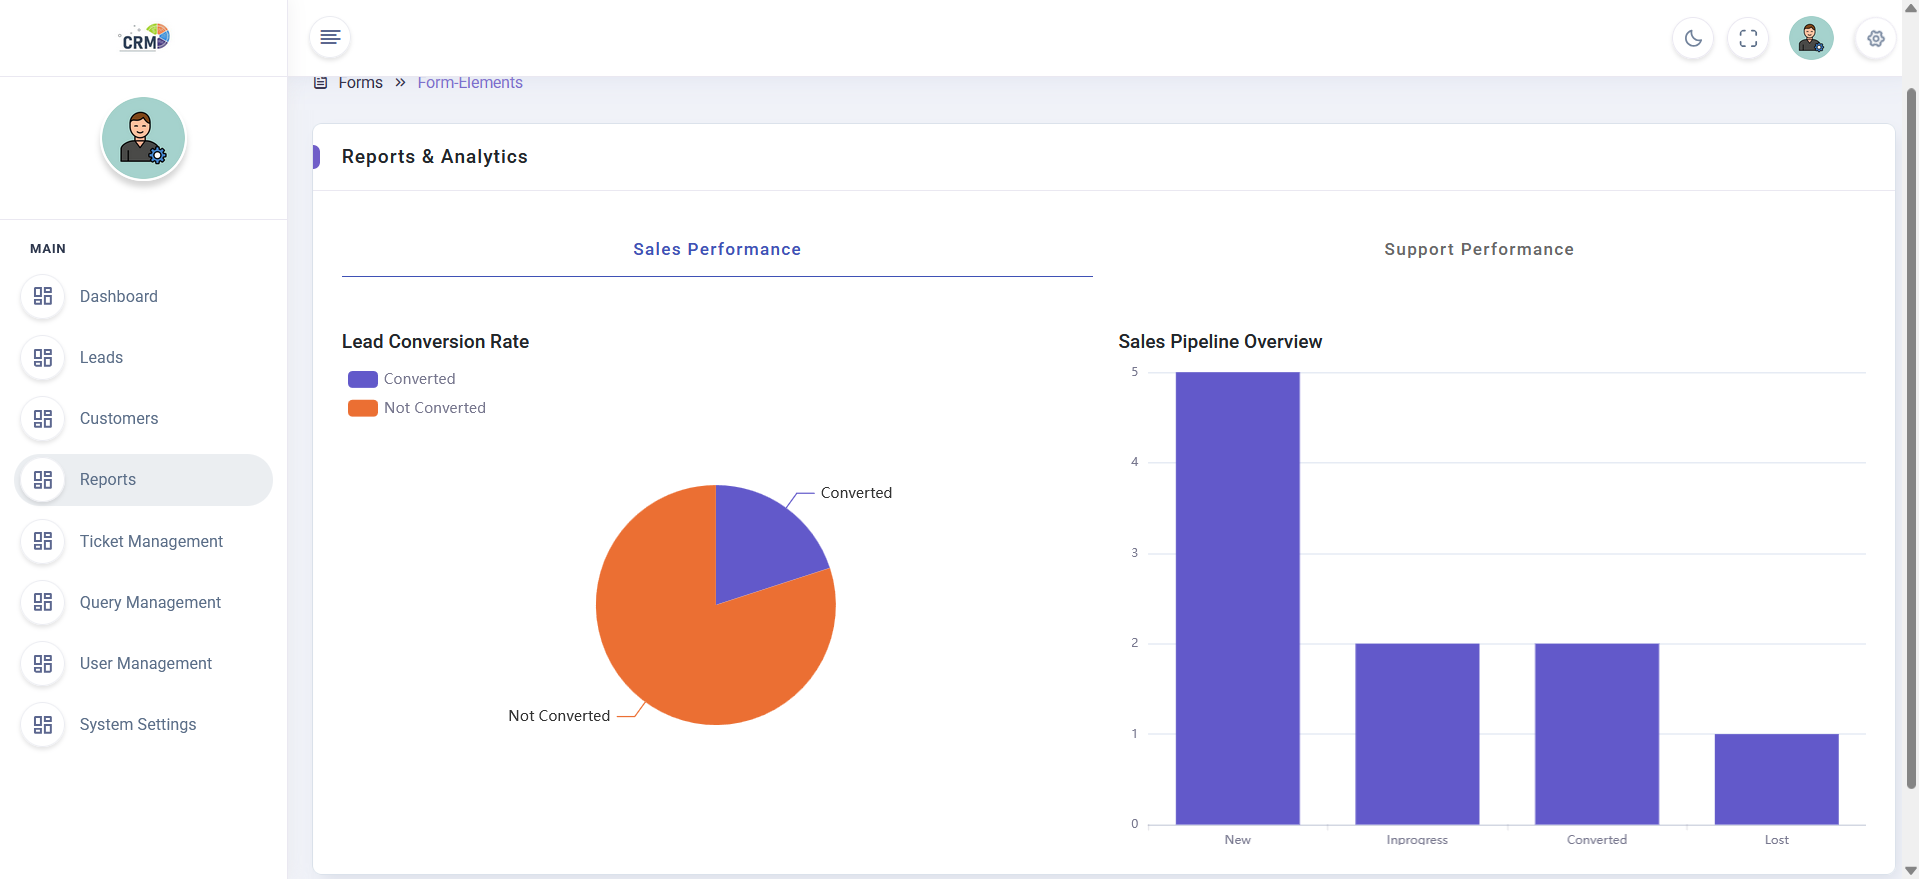 CRM
Forms » Form-Elements
Reports & Analytics
Sales Performance
Support Performance
MAIN
Dashboard
Leads
Customers
Reports
Ticket Management
Query Management
User Management
System Settings
Lead Conversion Rate
Converted
Not Converted
Converted
Not Converted
Sales Pipeline Overview
5
4
3
2
1
0
New Inprogress Converted Lost